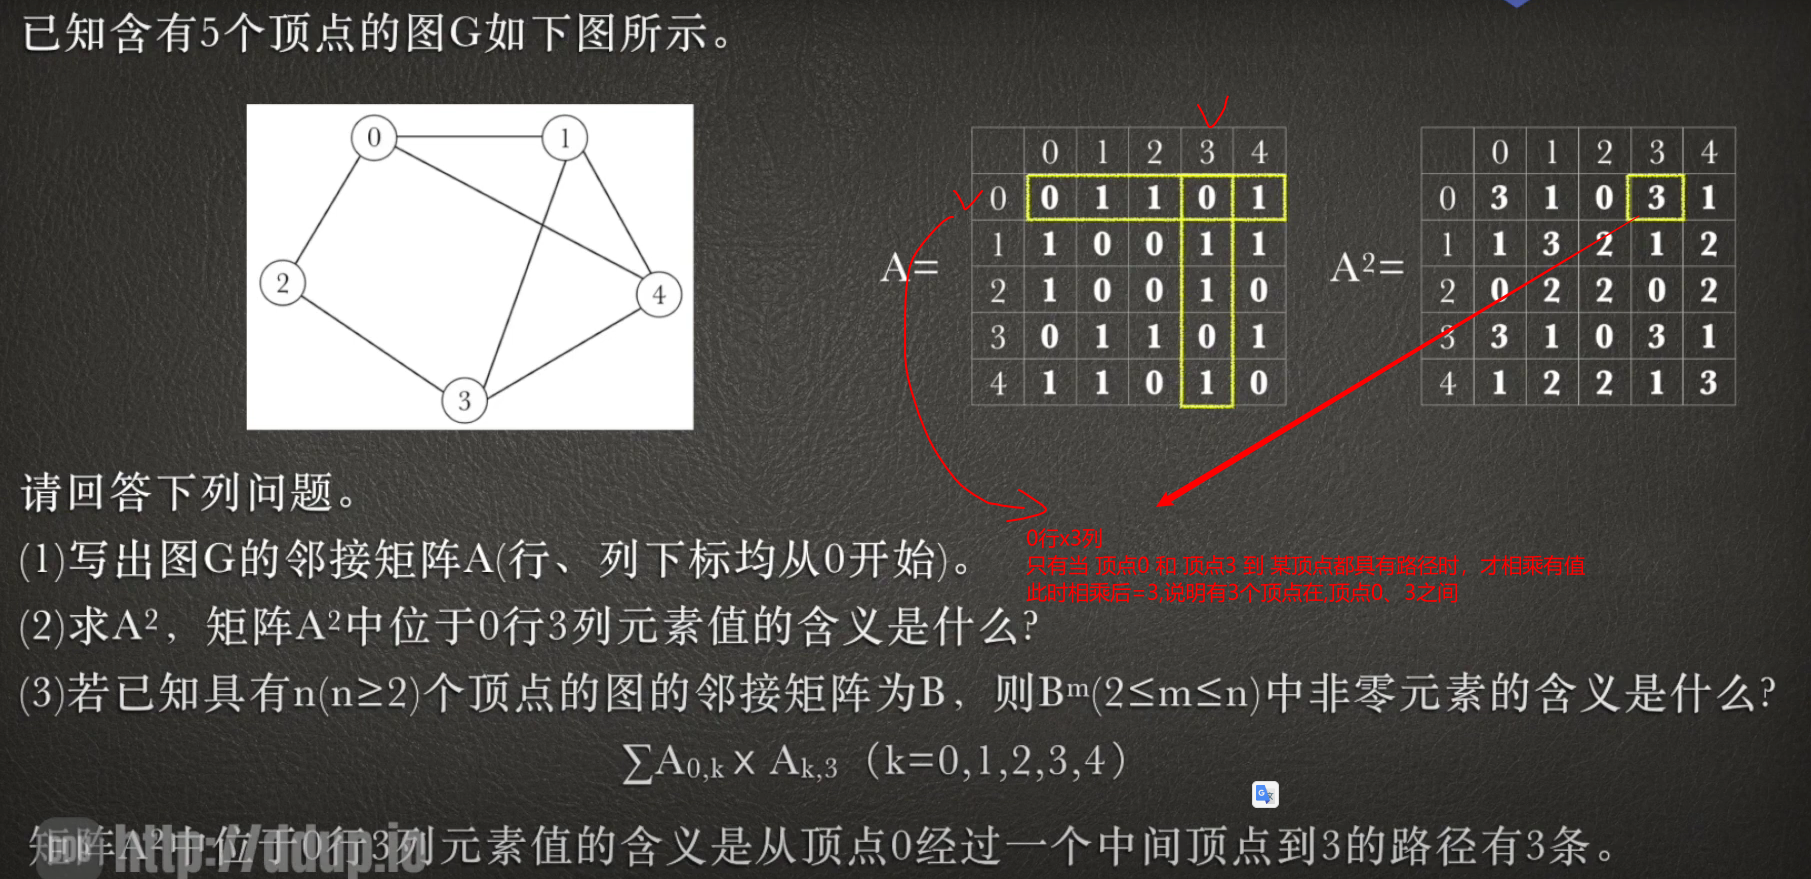 已知含有5个顶点的图G如下图所示。
0 1
2 4
3
A=
0 1 2 3 4
0 0 1 1 0 1
1 1 0 0 1 1
2 1 0 0 1 0
3 0 1 1 0 1
4 1 1 0 1 0
A²=
0 1 2 3 4
0 3 1 0 3 1
1 1 3 2 1 2
2 0 2 2 0 2
3 3 1 0 3 1
4 1 2 2 1 3
请回答下列问题。
(1)写出图G的邻接矩阵A(行、列下标均从0开始)。
0行x3列
只有当 顶点0 和 顶点3 到 某顶点都具有路径时，才相乘有值
此时相乘后=3,说明有3个顶点在,顶点0、3之间
(2)求A²，矩阵A²中位于0行3列元素值的含义是什么?
(3)若已知具有n(n≥2)个顶点的图的邻接矩阵为B，则Bᵐ(2≤m≤n)中非零元素的含义是什么?
∑A₀,ₖ x Aₖ,₃（k=0,1,2,3,4）
矩阵A²中位于0行3列元素值的含义是从顶点0经过一个中间顶点到3的路径有3条。